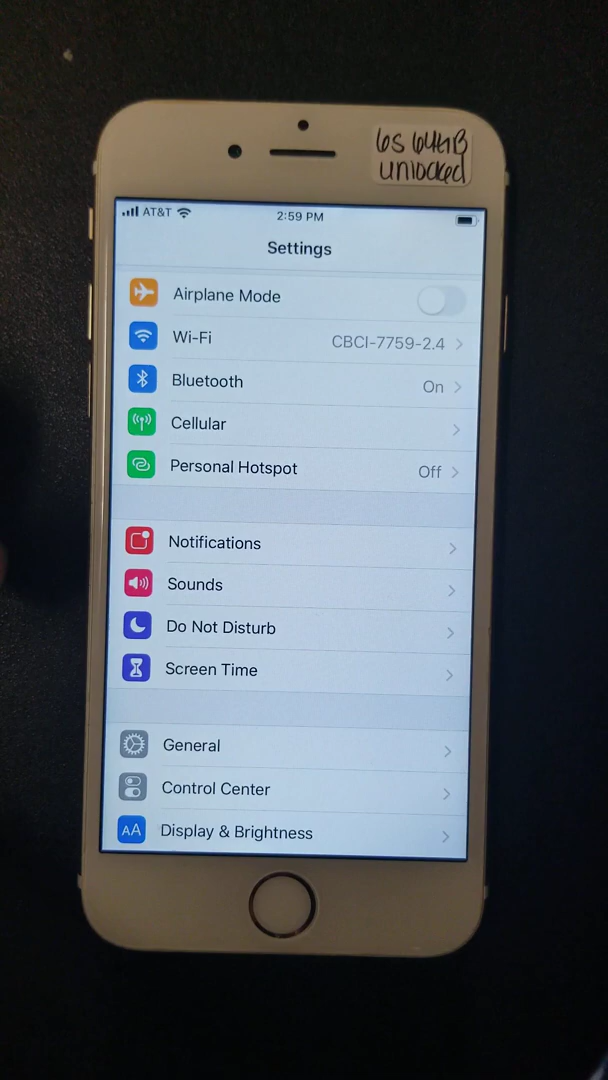 6S 64GB
unlocked
AT&T 2:59 PM
Settings
Airplane Mode
Wi-Fi CBCI-7759-2.4
Bluetooth On
Cellular
Personal Hotspot Off
Notifications
Sounds
Do Not Disturb
Screen Time
General
Control Center
AA Display & Brightness